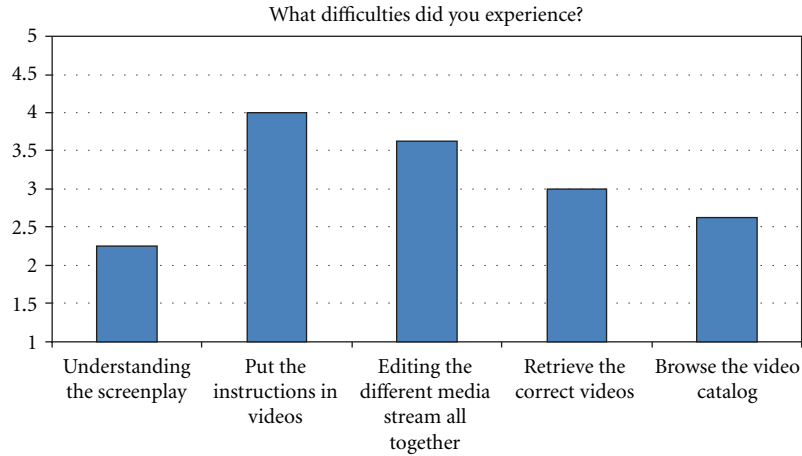 What difficulties did you experience?
5
4.5
4
3.5
3
2.5
2
1.5
1
Understanding
the screenplay
Put the
instructions in
videos
Editing the
different media
stream all
together
Retrieve the
correct videos
Browse the video
catalog